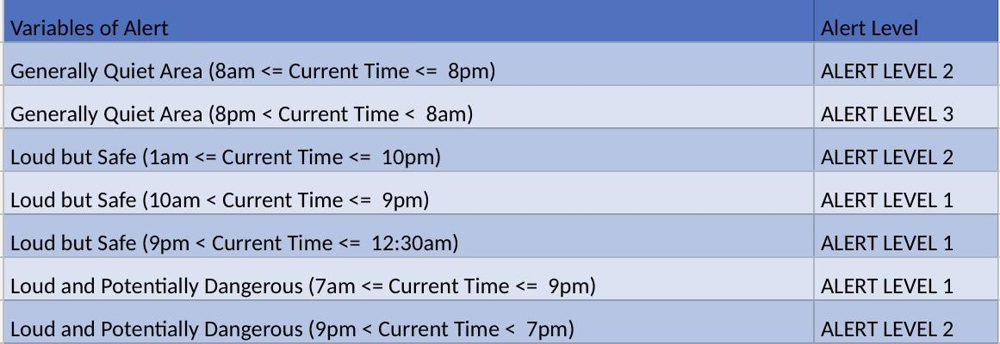 Variables of Alert Alert Level
Generally Quiet Area (8am <= Current Time <=  8pm) ALERT LEVEL 2
Generally Quiet Area (8pm < Current Time <  8am) ALERT LEVEL 3
Loud but Safe (1am <= Current Time <=  10pm) ALERT LEVEL 2
Loud but Safe (10am < Current Time <=  9pm) ALERT LEVEL 1
Loud but Safe (9pm < Current Time <=  12:30am) ALERT LEVEL 1
Loud and Potentially Dangerous (7am <= Current Time <=  9pm) ALERT LEVEL 1
Loud and Potentially Dangerous (9pm < Current Time <  7pm) ALERT LEVEL 2